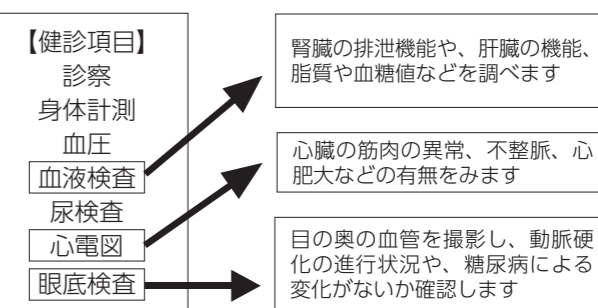 【健診項目】
診察
身体計測
血圧
血液検査
尿検査
心電図
眼底検査
腎臓の排泄機能や、肝臓の機能、
脂質や血糖値などを調べます
心臓の筋肉の異常、不整脈、心
肥大などの有無をみます
目の奥の血管を撮影し、動脈硬
化の進行状況や、糖尿病による
変化がないか確認します